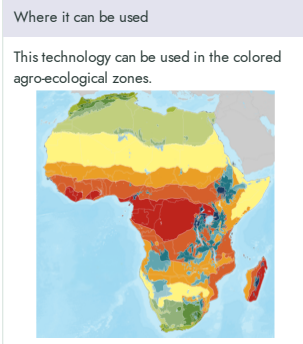 Where it can be used
This technology can be used in the colored
agro-ecological zones.